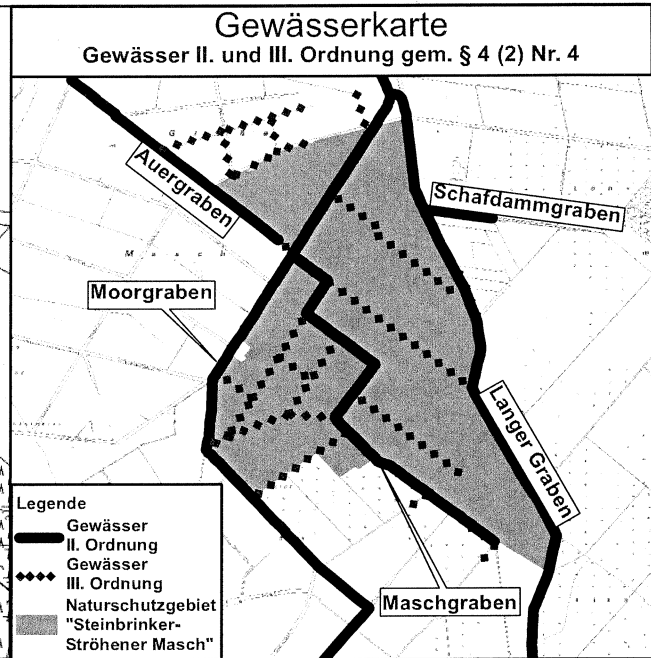 Gewässerkarte
Gewässer II. und III. Ordnung gem. § 4 (2) Nr. 4
Auergraben
Schafdammgraben
Masch
Moorgraben
Langer Graben
Legende
Gewässer
II. Ordnung
Gewässer
III. Ordnung
Naturschutzgebiet
"Steinbrinker-
Ströhener Masch"
Maschgraben